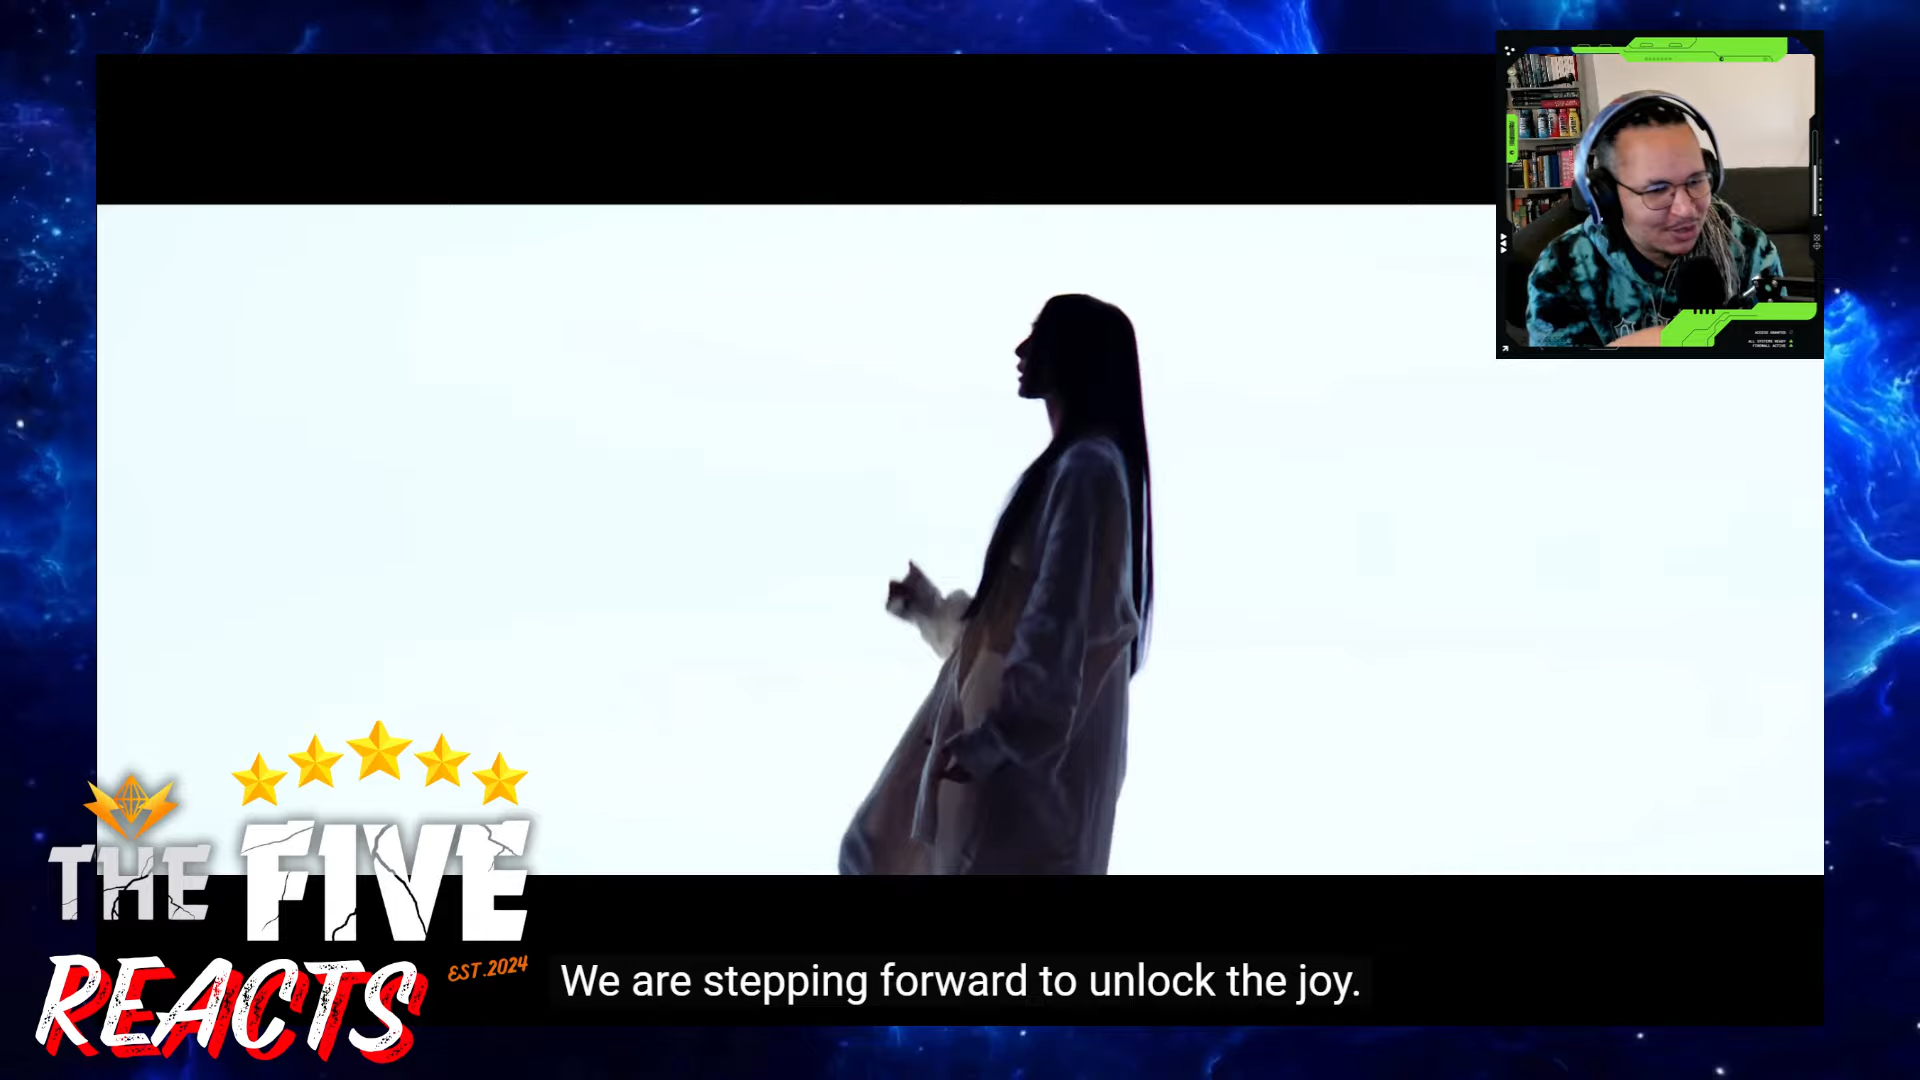 THE FIVE
REACTS
EST.2024
We are stepping forward to unlock the joy.